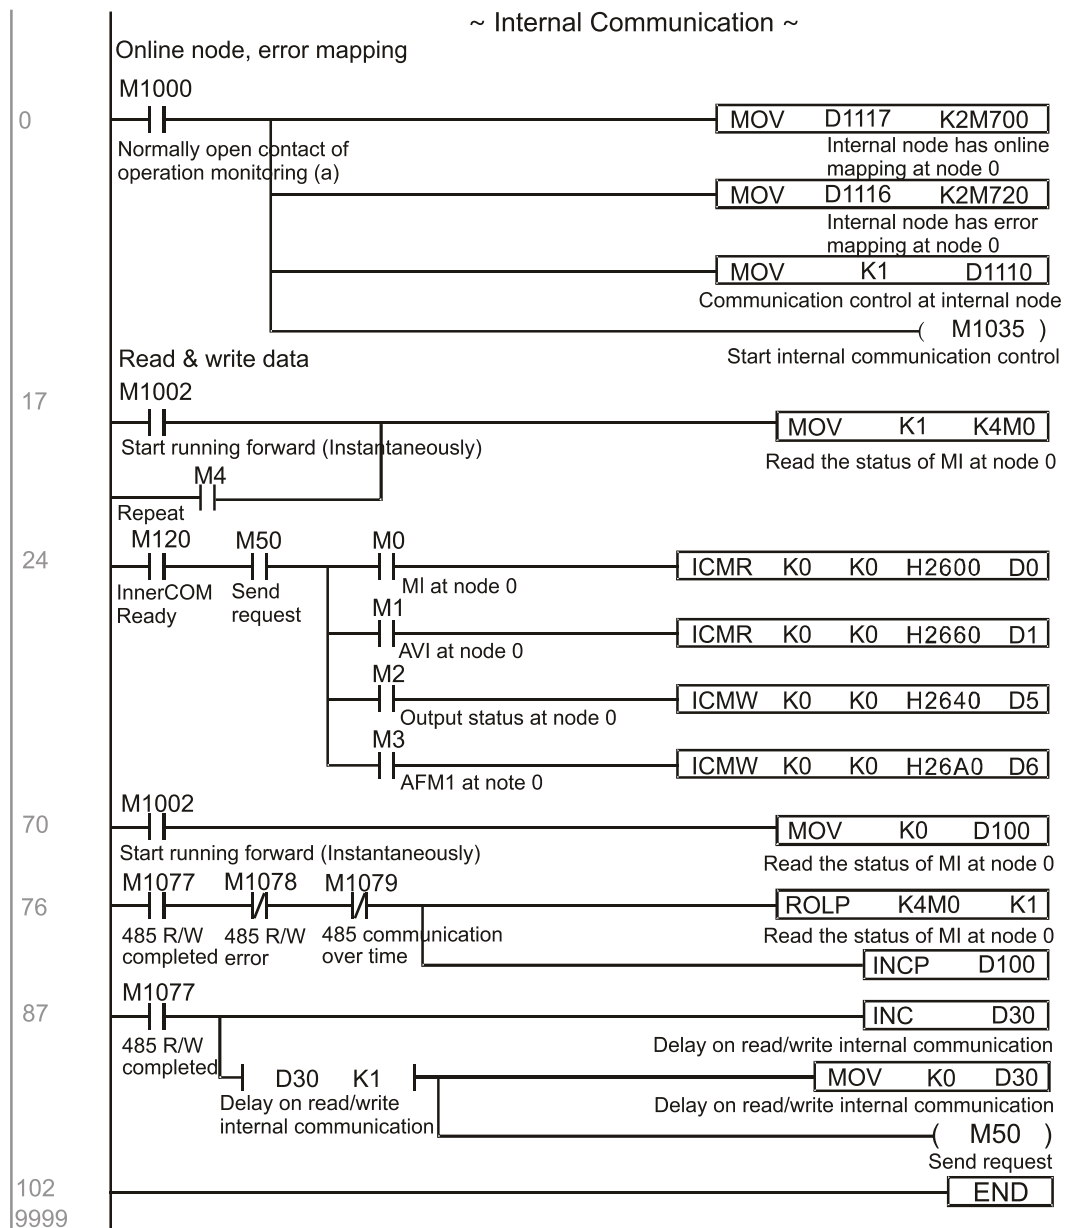 ~ Internal Communication ~
Online node, error mapping
M1000
0
MOV D1117 K2M700
Normally open contact of
operation monitoring (a)
Internal node has online
mapping at node 0
MOV D1116 K2M720
Internal node has error
mapping at node 0
MOV K1 D1110
Communication control at internal node
( M1035 )
Start internal communication control
Read & write data
M1002
17
MOV K1 K4M0
Start running forward (Instantaneously)
Read the status of MI at node 0
M4
Repeat
M120 M50 M0
24
ICMR K0 K0 H2600 D0
InnerCOM
Ready
Send
request
MI at node 0
M1
ICMR K0 K0 H2660 D1
AVI at node 0
M2
ICMW K0 K0 H2640 D5
Output status at node 0
M3
ICMW K0 K0 H26A0 D6
AFM1 at note 0
M1002
70
MOV K0 D100
Start running forward (Instantaneously)
Read the status of MI at node 0
M1077 M1078 M1079
76
ROLP K4M0 K1
485 R/W
completed
485 R/W
error
485 communication
over time
Read the status of MI at node 0
INCP D100
M1077
87
INC D30
485 R/W
completed
Delay on read/write internal communication
D30 K1
MOV K0 D30
Delay on read/write
internal communication
Delay on read/write internal communication
( M50 )
Send request
102
END
9999